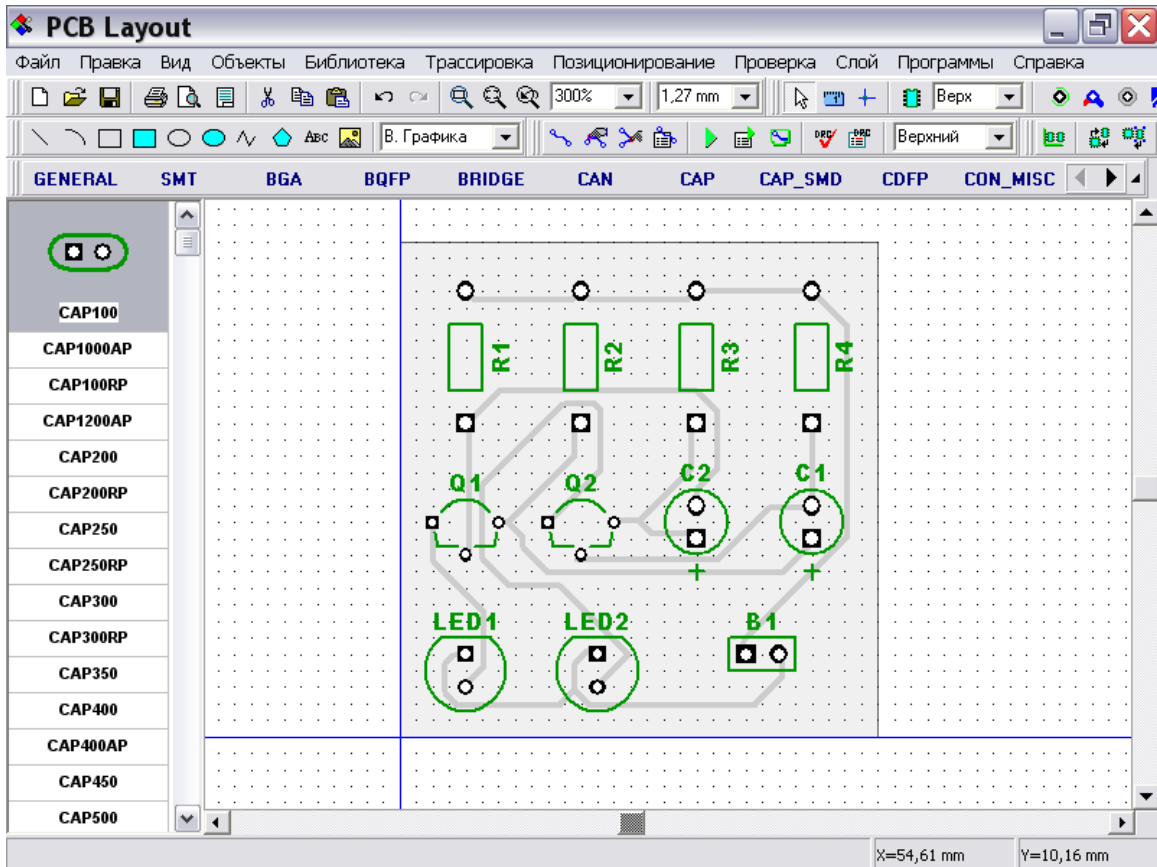 PCB Layout
Файл Правка Вид Объекты Библиотека Трассировка Позиционирование Проверка Слой Программы Справка
300% 1,27 mm Верх
ABC В. Графика DRC DRC Верхний
GENERAL SMT BGA BQFP BRIDGE CAN CAP CAP_SMD CDFP CON_MISC
CAP100
CAP1000AP
CAP100RP
CAP1200AP
CAP200
CAP200RP
CAP250
CAP250RP
CAP300
CAP300RP
CAP350
CAP400
CAP400AP
CAP450
CAP500
R1 R2 R3 R4
Q1 Q2 C2 C1
+ +
LED1 LED2 B1
X=54,61 mm Y=10,16 mm